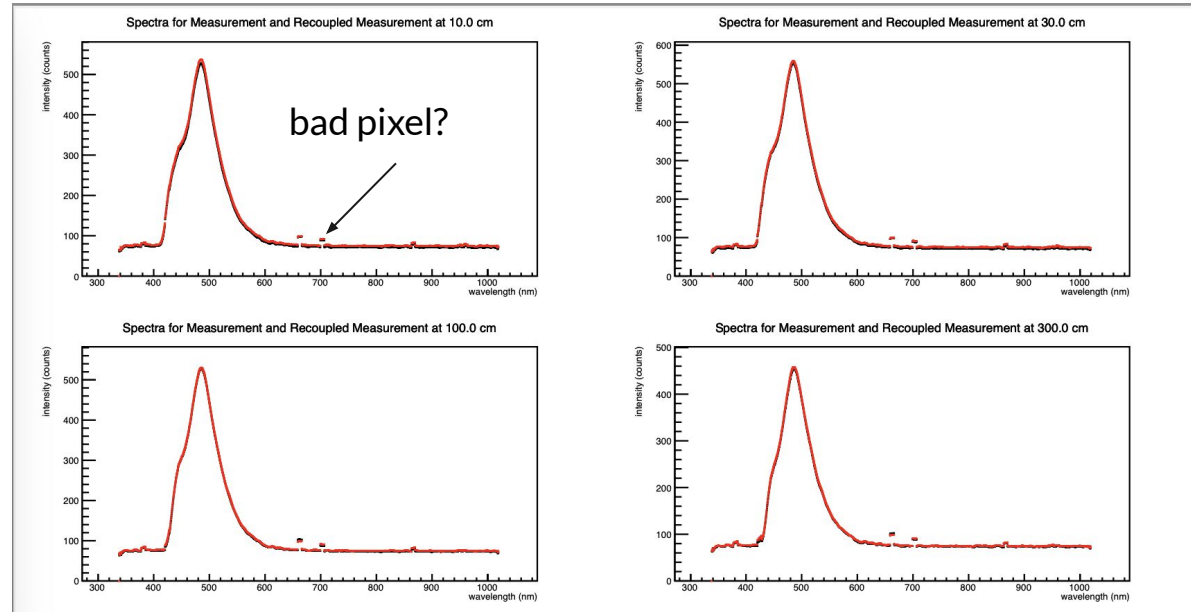 Spectra for Measurement and Recoupled Measurement at 10.0 cm
intensity (counts)
500
400
300
200
100
0
bad pixel?
300 400 500 600 700 800 900 1000
wavelength (nm)
Spectra for Measurement and Recoupled Measurement at 30.0 cm
intensity (counts)
600
500
400
300
200
100
0
300 400 500 600 700 800 900 1000
wavelength (nm)
Spectra for Measurement and Recoupled Measurement at 100.0 cm
intensity (counts)
500
400
300
200
100
0
300 400 500 600 700 800 900 1000
wavelength (nm)
Spectra for Measurement and Recoupled Measurement at 300.0 cm
intensity (counts)
500
400
300
200
100
0
300 400 500 600 700 800 900 1000
wavelength (nm)